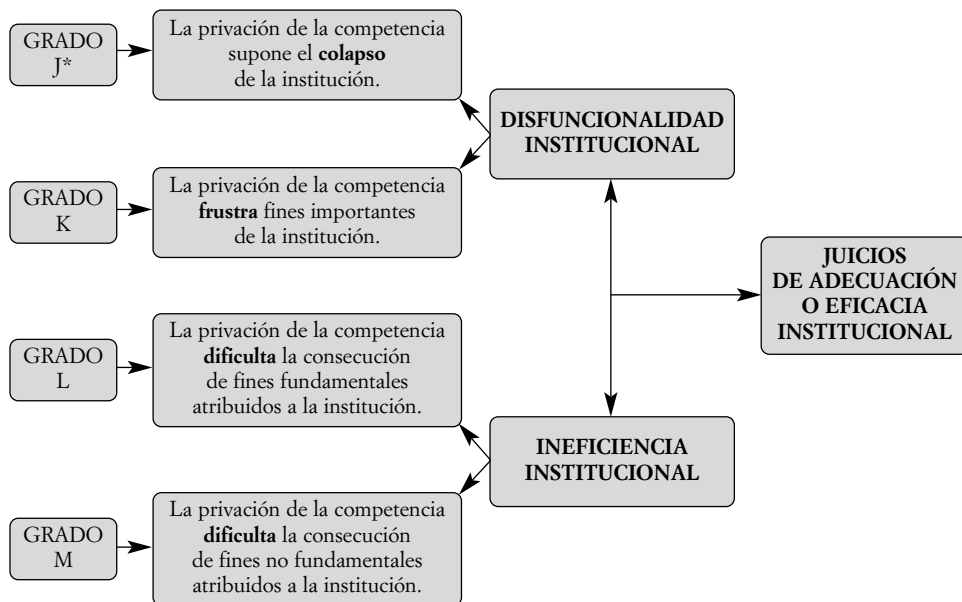 GRADO
J*
La privación de la competencia
supone el colapso
de la institución.
DISFUNCIONALIDAD
INSTITUCIONAL
GRADO
K
La privación de la competencia
frustra fines importantes
de la institución.
JUICIOS
DE ADECUACIÓN
O EFICACIA
INSTITUCIONAL
GRADO
L
La privación de la competencia
dificulta la consecución
de fines fundamentales
atribuidos a la institución.
INEFICIENCIA
INSTITUCIONAL
GRADO
M
La privación de la competencia
dificulta la consecución
de fines no fundamentales
atribuidos a la institución.